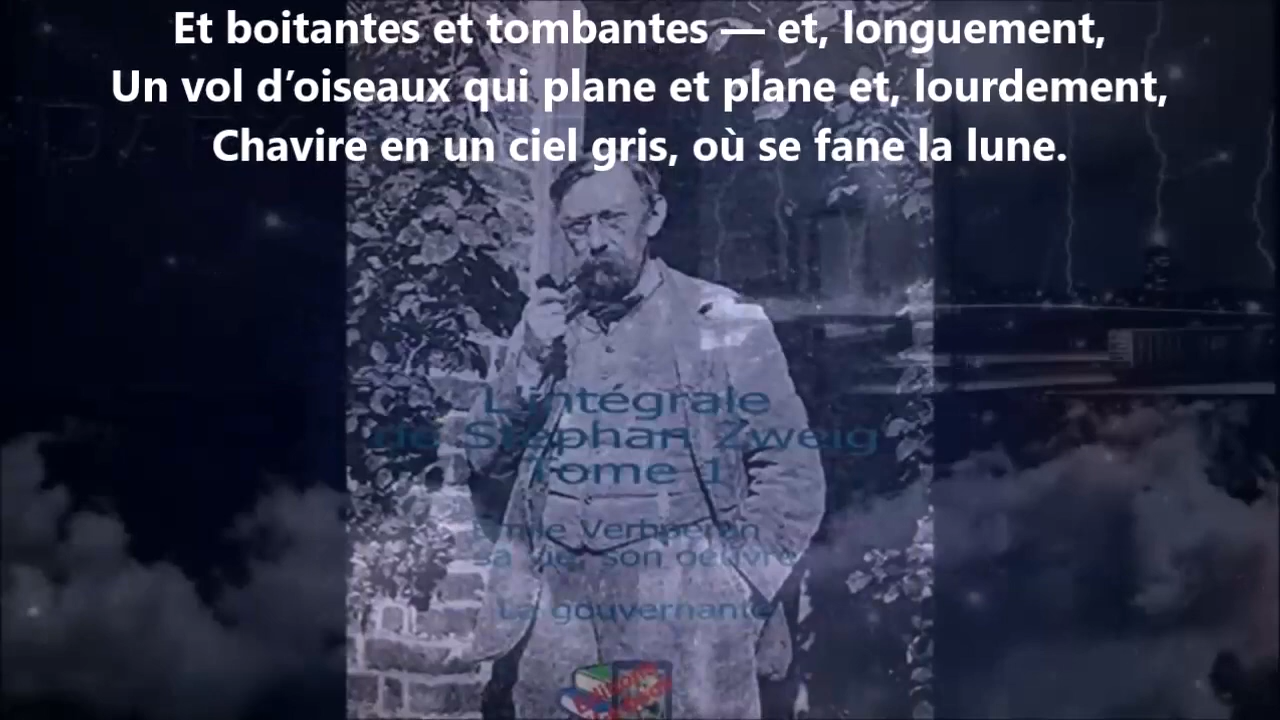 Et boitantes et tombantes — et, longuement,
Un vol d’oiseaux qui plane et plane et, lourdement,
Chavire en un ciel gris, où se fane la lune.
L'intégrale
de Stephan Zweig
Tome 1
Emile Verhaeren
sa vie, son oeuvre
La gouvernante
Editions